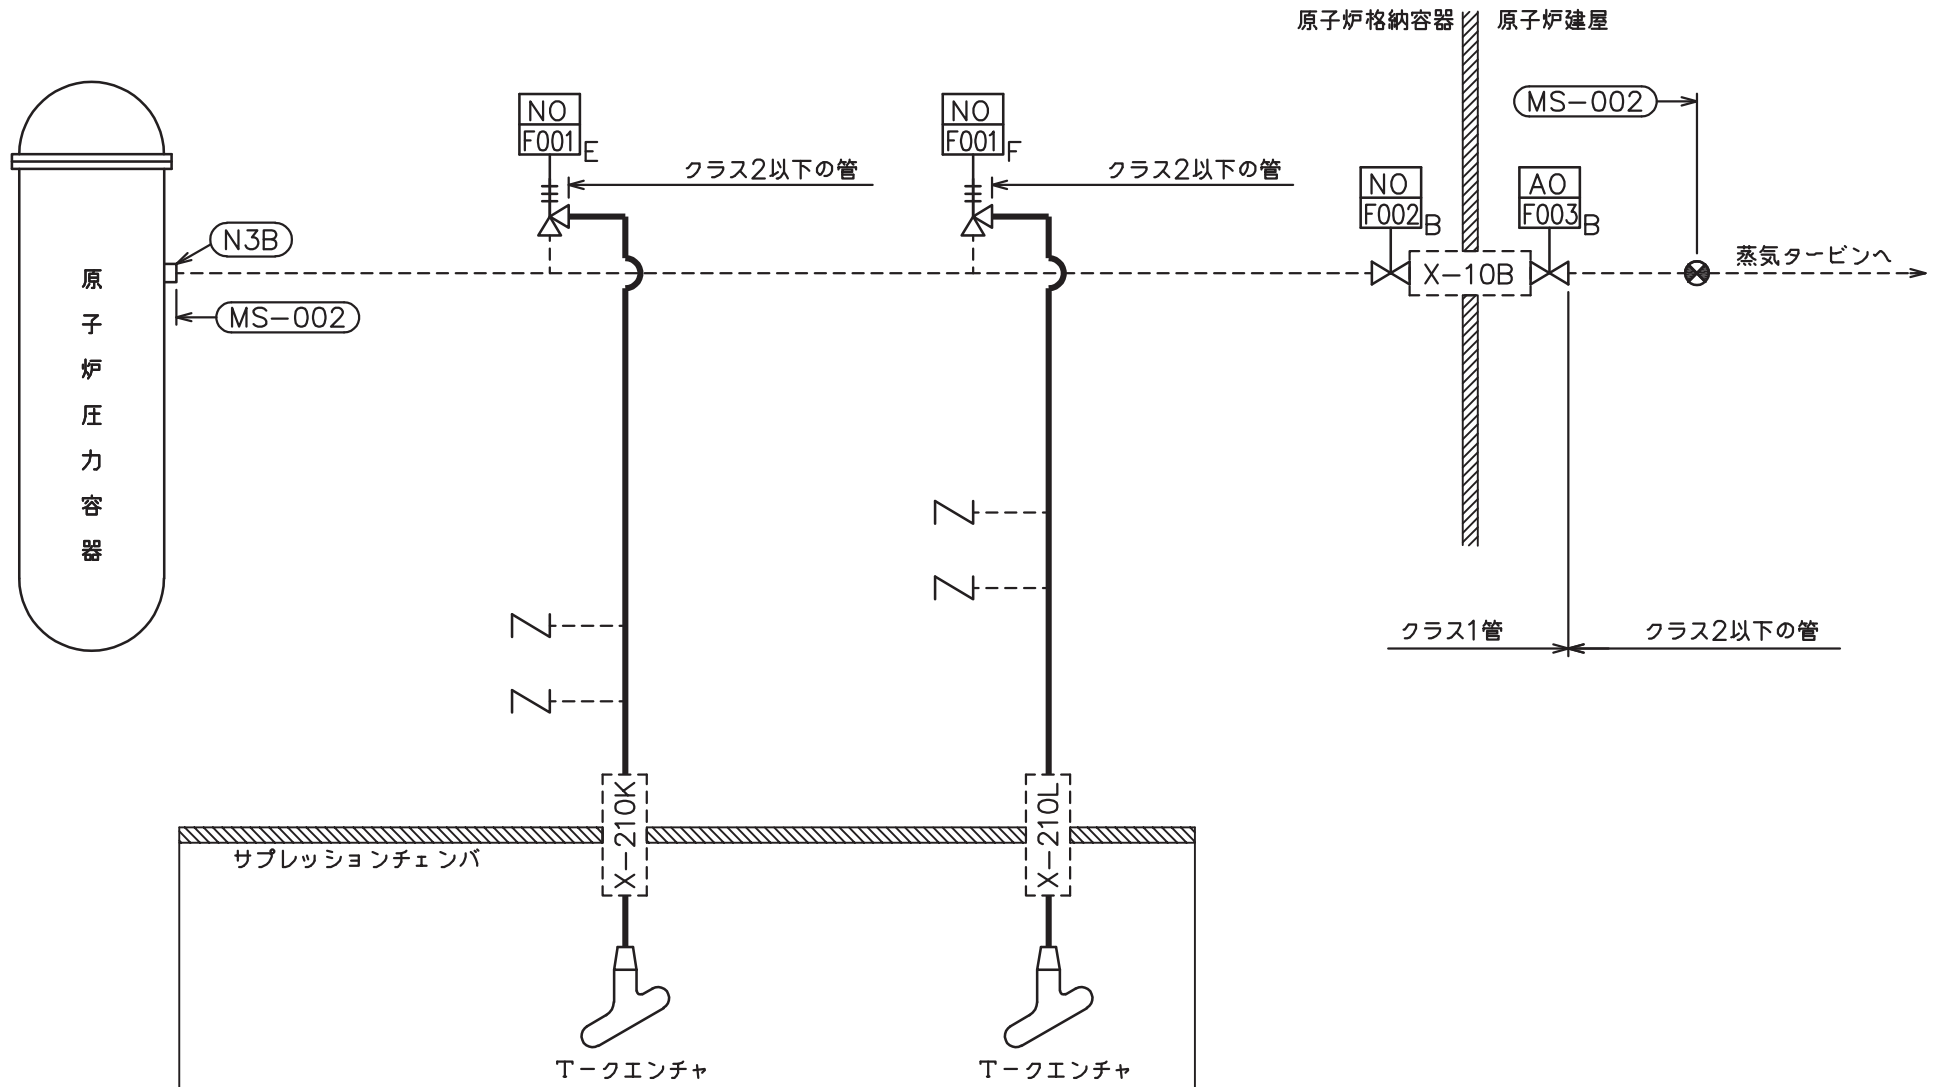 原子炉格納容器
原子炉建屋
NO
F001
E
クラス2以下の管
NO
F001
F
クラス2以下の管
MS-002
NO
F002
B
AO
F003
B
N3B
X-10B
蒸気タービンへ
MS-002
原子炉圧力容器
クラス1管
クラス2以下の管
X-210K
X-210L
サプレッションチェンバ
T-クエンチャ
T-クエンチャ